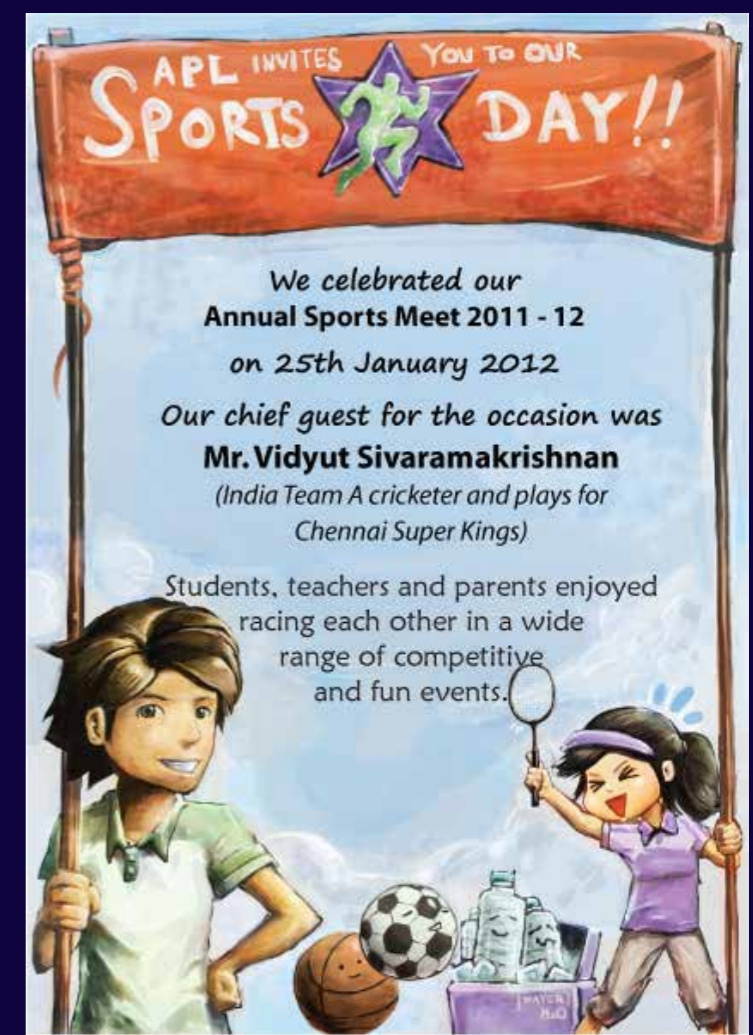 APL INVITES YOU TO OUR
SPORTS DAY!!
We celebrated our
Annual Sports Meet 2011 - 12
on 25th January 2012
Our chief guest for the occasion was
Mr. Vidyut Sivaramakrishnan
(India Team A cricketer and plays for
Chennai Super Kings)
Students, teachers and parents enjoyed
racing each other in a wide
range of competitive
and fun events.
WATER
H2O